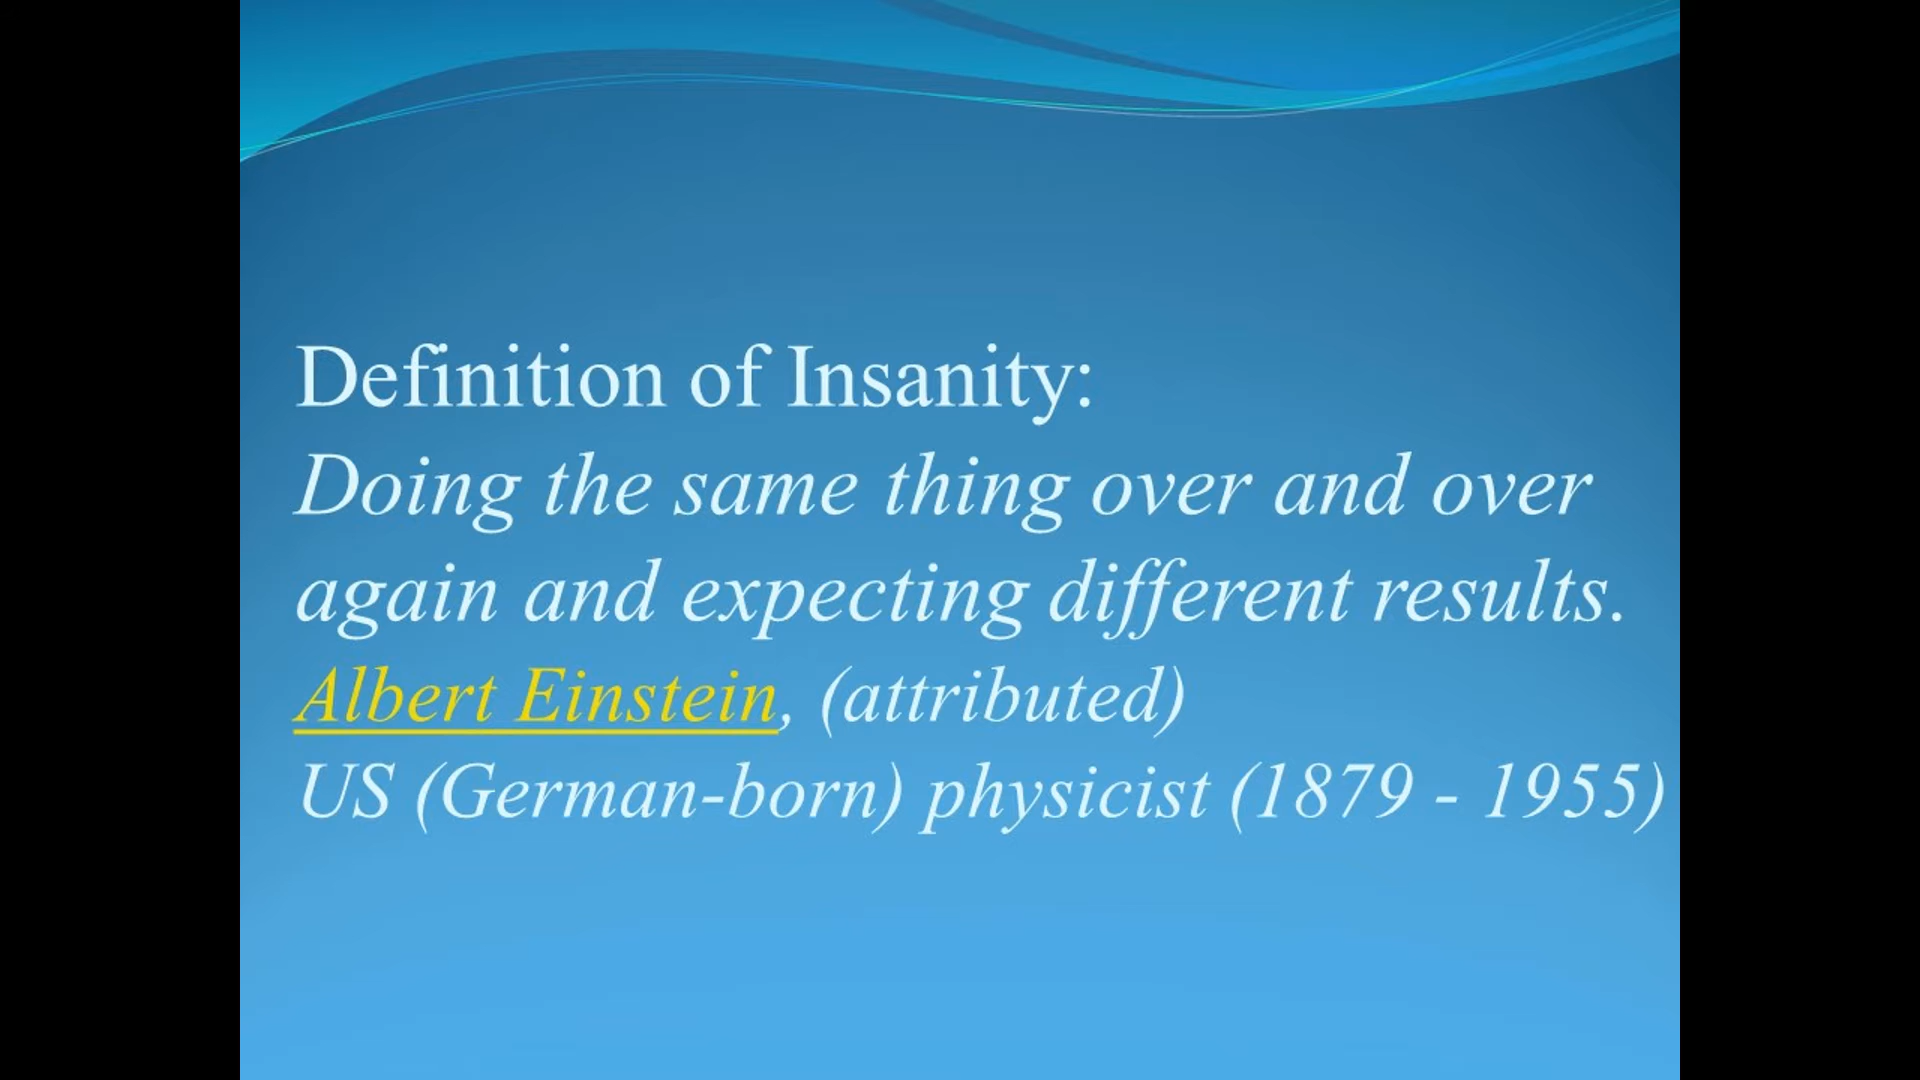 Definition of Insanity:
Doing the same thing over and over
again and expecting different results.
Albert Einstein, (attributed)
US (German-born) physicist (1879 - 1955)